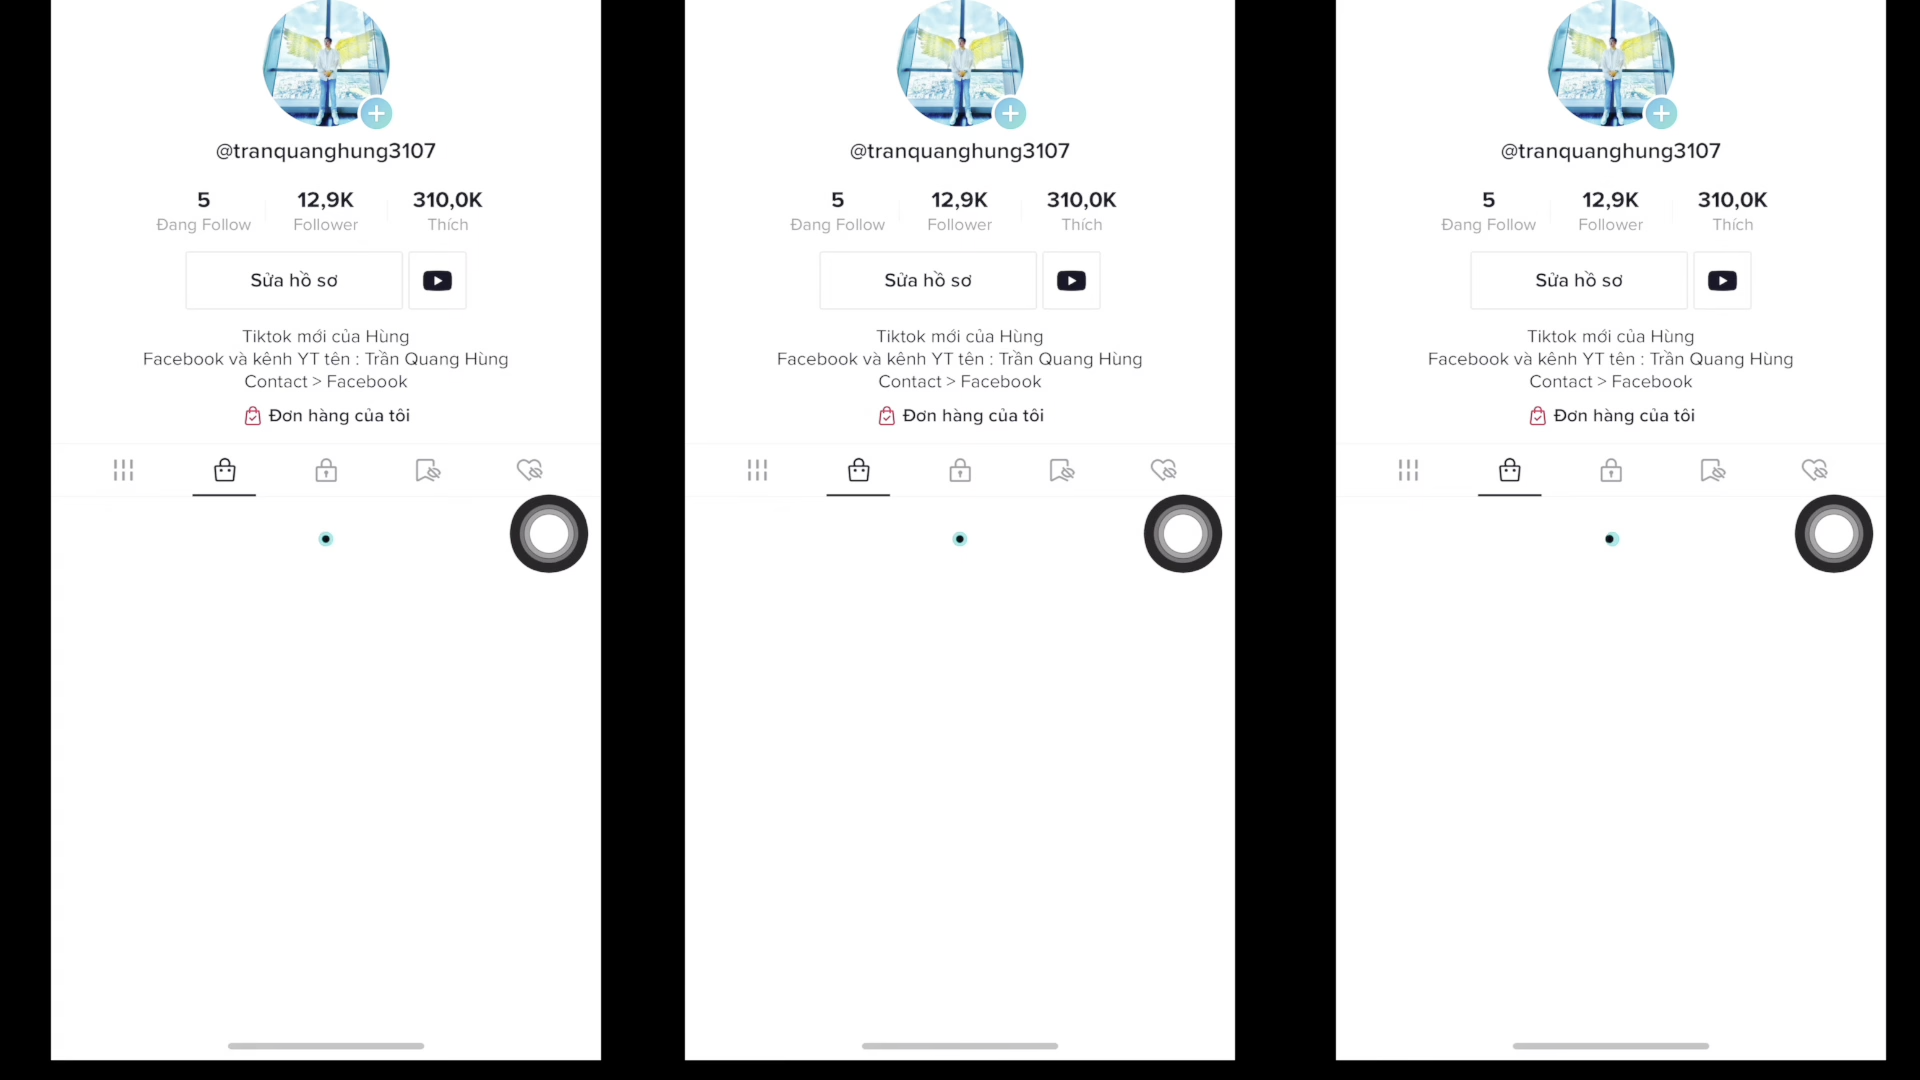 @tranquanghung3107
5 12,9K 310,0K
Đang Follow Follower Thích
Sửa hồ sơ
Tiktok mới của Hùng
Facebook và kênh YT tên : Trần Quang Hùng
Contact > Facebook
Đơn hàng của tôi
@tranquanghung3107
5 12,9K 310,0K
Đang Follow Follower Thích
Sửa hồ sơ
Tiktok mới của Hùng
Facebook và kênh YT tên : Trần Quang Hùng
Contact > Facebook
Đơn hàng của tôi
@tranquanghung3107
5 12,9K 310,0K
Đang Follow Follower Thích
Sửa hồ sơ
Tiktok mới của Hùng
Facebook và kênh YT tên : Trần Quang Hùng
Contact > Facebook
Đơn hàng của tôi